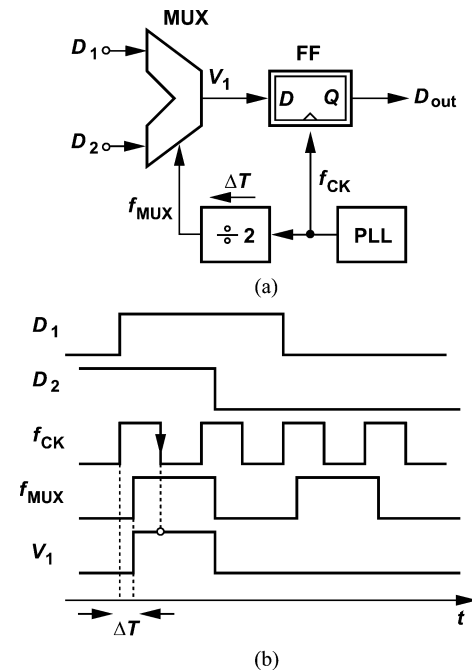 MUX
D1
FF
V1
D Q
Dout
D2
ΔT
fCK
fMUX
÷ 2
PLL
(a)
D1
D2
fCK
fMUX
V1
t
ΔT
(b)